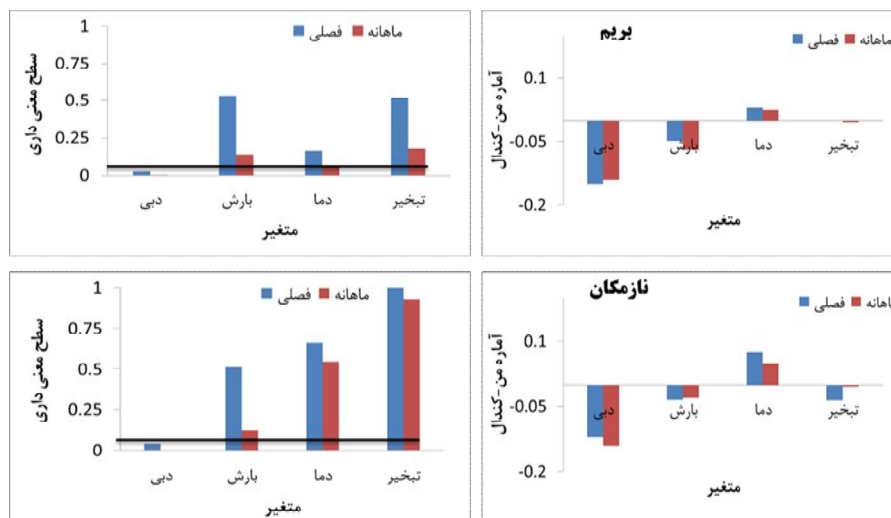 بریم
ماهانه فصلی
آماره من-کندال
0.1
-0.05
-0.2
دبی بارش دما تبخیر
متغیر
فصلی ماهانه
سطح معنی داری
1
0.75
0.5
0.25
0
دبی بارش دما تبخیر
متغیر
نازمکان
فصلی ماهانه
آماره من-کندال
0.1
-0.05
-0.2
دبی بارش دما تبخیر
متغیر
فصلی ماهانه
سطح معنی داری
1
0.75
0.5
0.25
0
دبی بارش دما تبخیر
متغیر